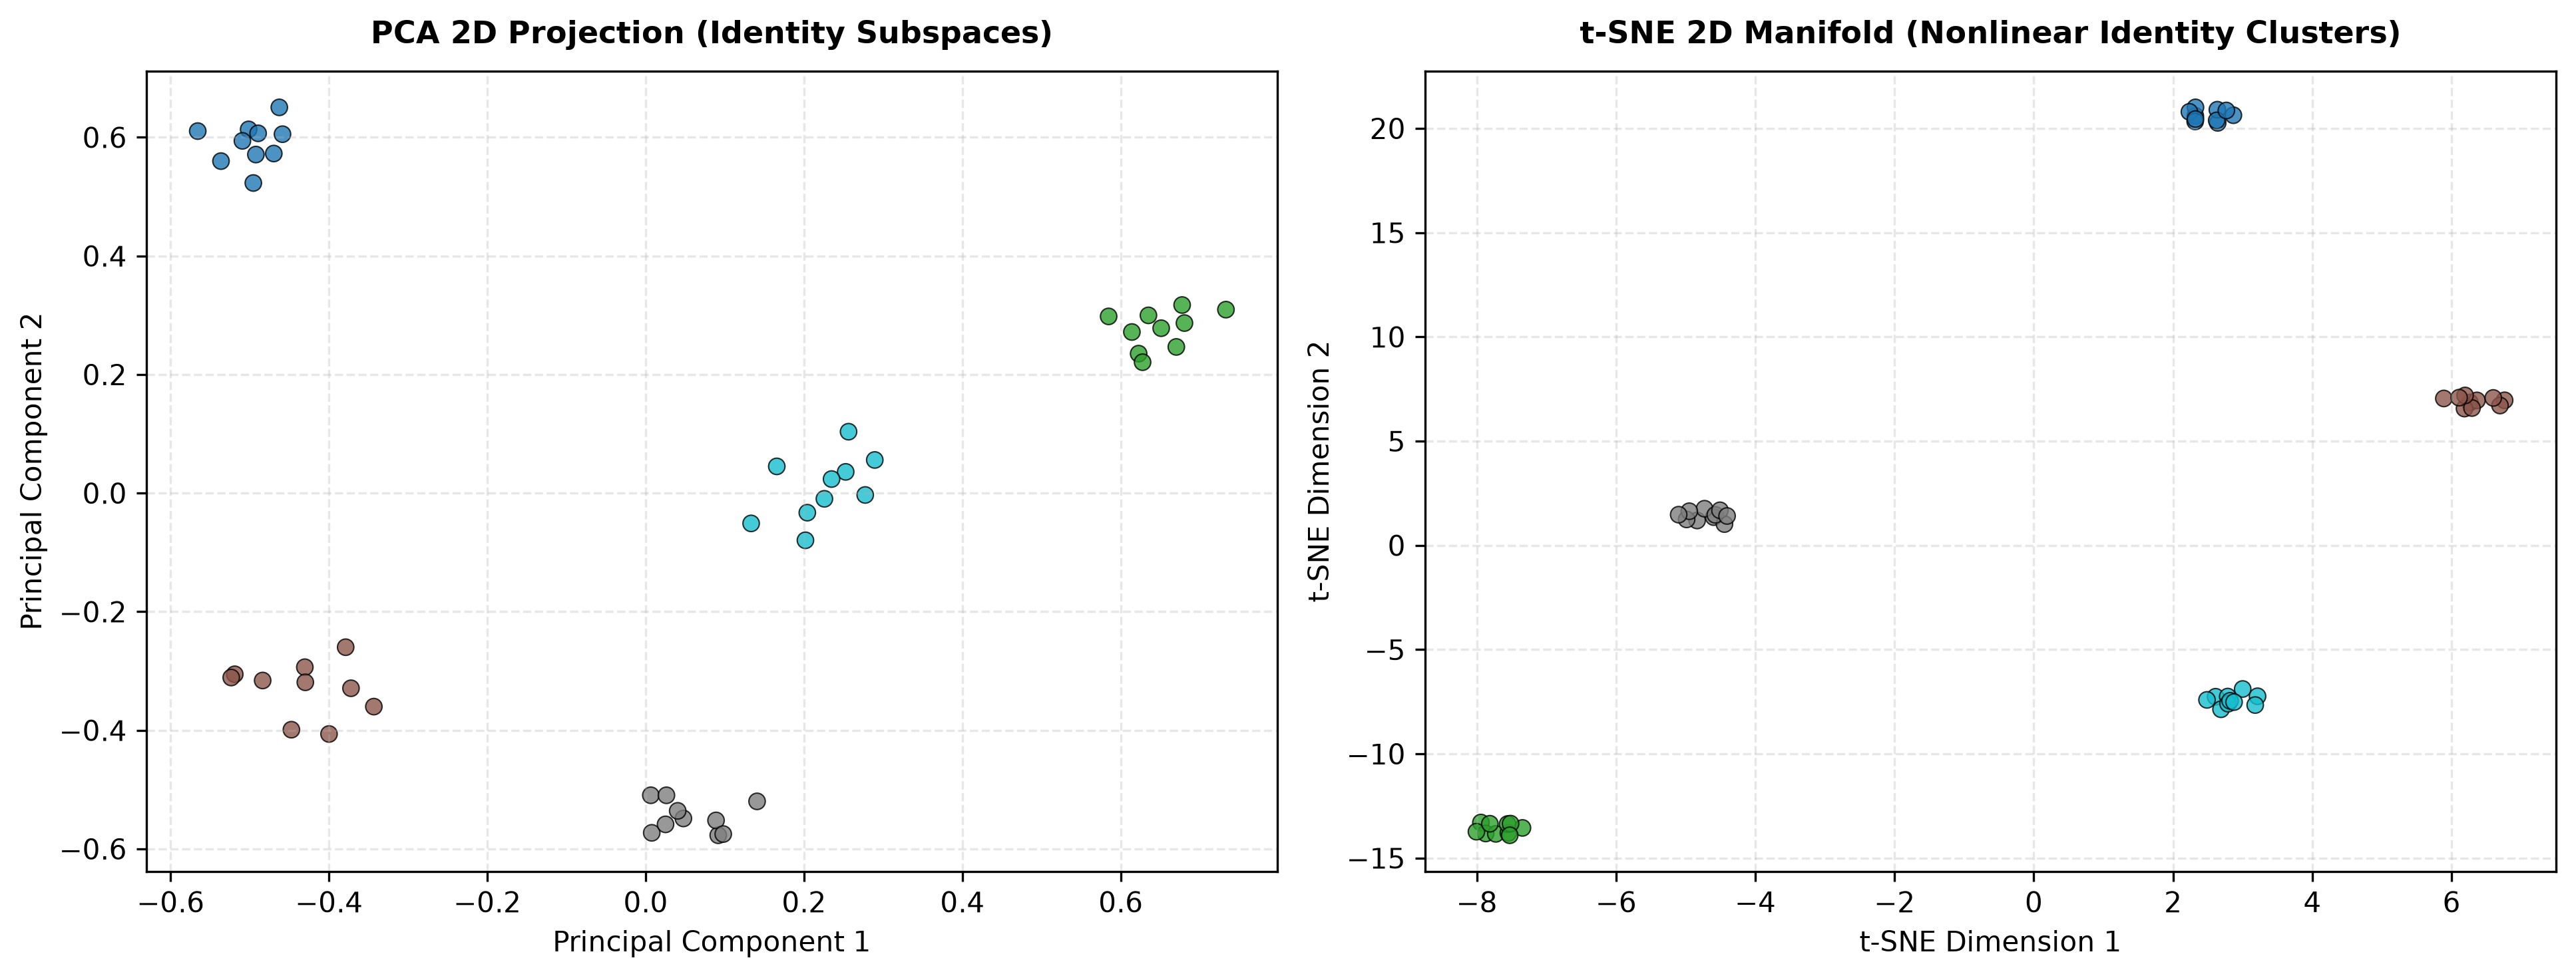 PCA 2D Projection (Identity Subspaces)
0.6
0.4
0.2
0.0
−0.2
−0.4
−0.6
Principal Component 2
−0.6 −0.4 −0.2 0.0 0.2 0.4 0.6
Principal Component 1
t-SNE 2D Manifold (Nonlinear Identity Clusters)
20
15
10
5
0
−5
−10
−15
t-SNE Dimension 2
−8 −6 −4 −2 0 2 4 6
t-SNE Dimension 1